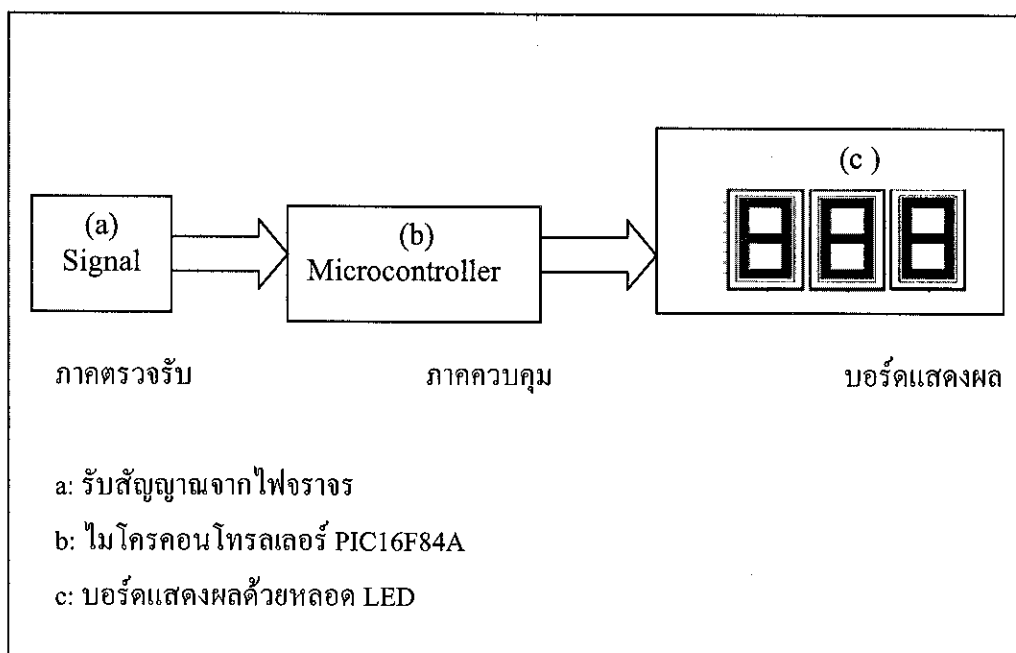 (a)
Signal
(b)
Microcontroller
(c )
ภาคตรวจรับ
ภาคควบคุม
บอร์ดแสดงผล
a: รับสัญญาณจากไฟจราจร
b: ไมโครคอนโทรลเลอร์ PIC16F84A
c: บอร์ดแสดงผลด้วยหลอด LED